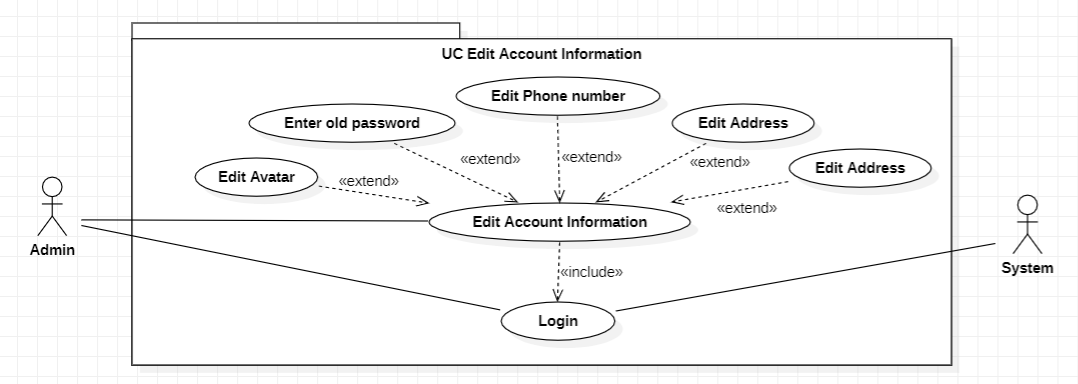 UC Edit Account Information
Edit Phone number
Enter old password
Edit Address
«extend»
«extend»
«extend»
Edit Address
Edit Avatar
«extend»
«extend»
Edit Account Information
Admin
System
«include»
Login